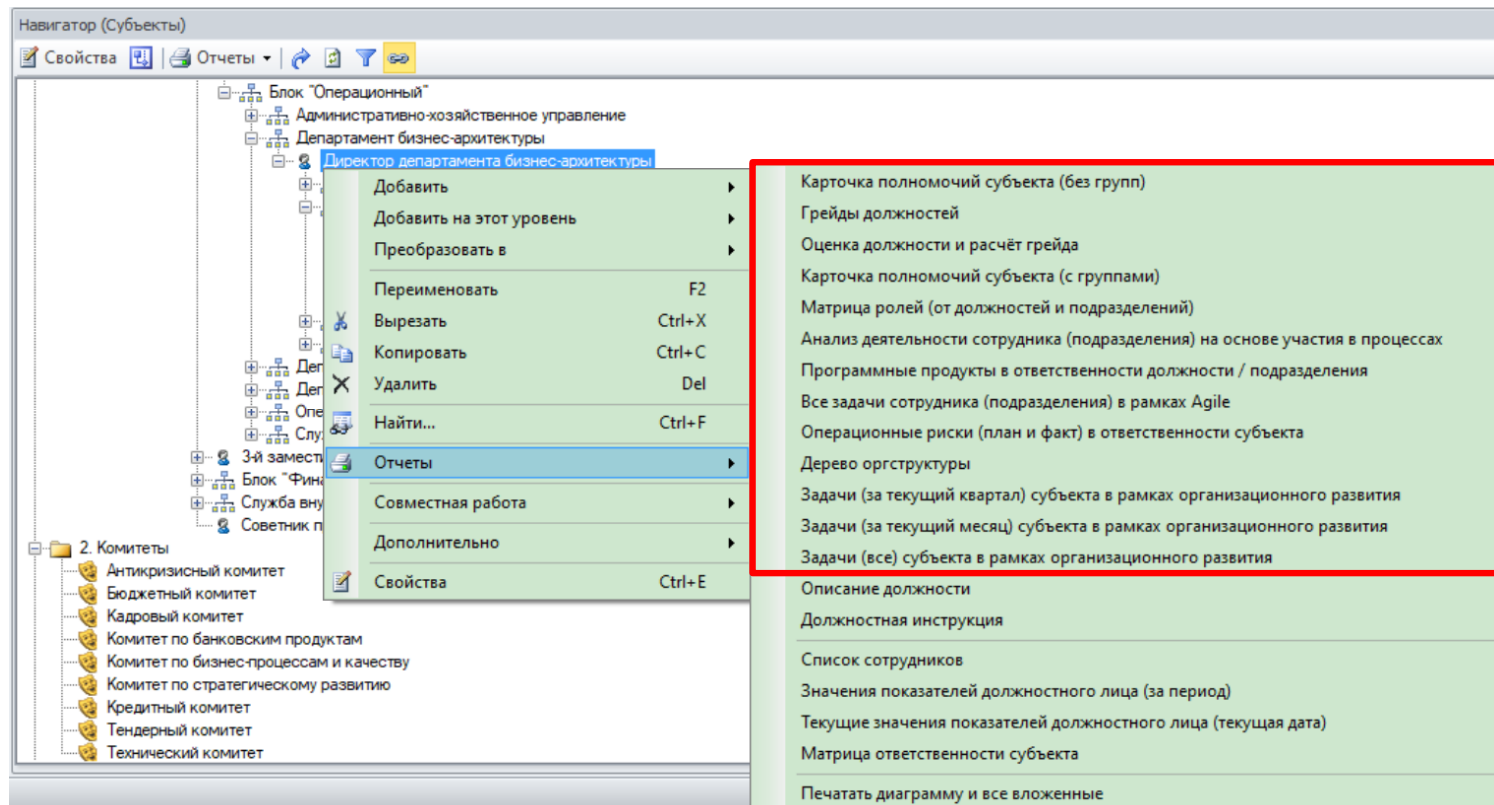 Навигатор (Субъекты)
Свойства Отчеты
Блок "Операционный"
Административно-хозяйственное управление
Департамент бизнес-архитектуры
Директор департамента бизнес-архитектуры
Деп
Деп
Опе
Слу
3-й замести
Блок "Фина
Служба вну
Советник п
2. Комитеты
Антикризисный комитет
Бюджетный комитет
Кадровый комитет
Комитет по банковским продуктам
Комитет по бизнес-процессам и качеству
Комитет по стратегическому развитию
Кредитный комитет
Тендерный комитет
Технический комитет
Добавить
Добавить на этот уровень
Преобразовать в
Переименовать F2
Вырезать Ctrl+X
Копировать Ctrl+C
Удалить Del
Найти... Ctrl+F
Отчеты
Совместная работа
Дополнительно
Свойства Ctrl+E
Карточка полномочий субъекта (без групп)
Грейды должностей
Оценка должности и расчёт грейда
Карточка полномочий субъекта (с группами)
Матрица ролей (от должностей и подразделений)
Анализ деятельности сотрудника (подразделения) на основе участия в процессах
Программные продукты в ответственности должности / подразделения
Все задачи сотрудника (подразделения) в рамках Agile
Операционные риски (план и факт) в ответственности субъекта
Дерево оргструктуры
Задачи (за текущий квартал) субъекта в рамках организационного развития
Задачи (за текущий месяц) субъекта в рамках организационного развития
Задачи (все) субъекта в рамках организационного развития
Описание должности
Должностная инструкция
Список сотрудников
Значения показателей должностного лица (за период)
Текущие значения показателей должностного лица (текущая дата)
Матрица ответственности субъекта
Печатать диаграмму и все вложенные